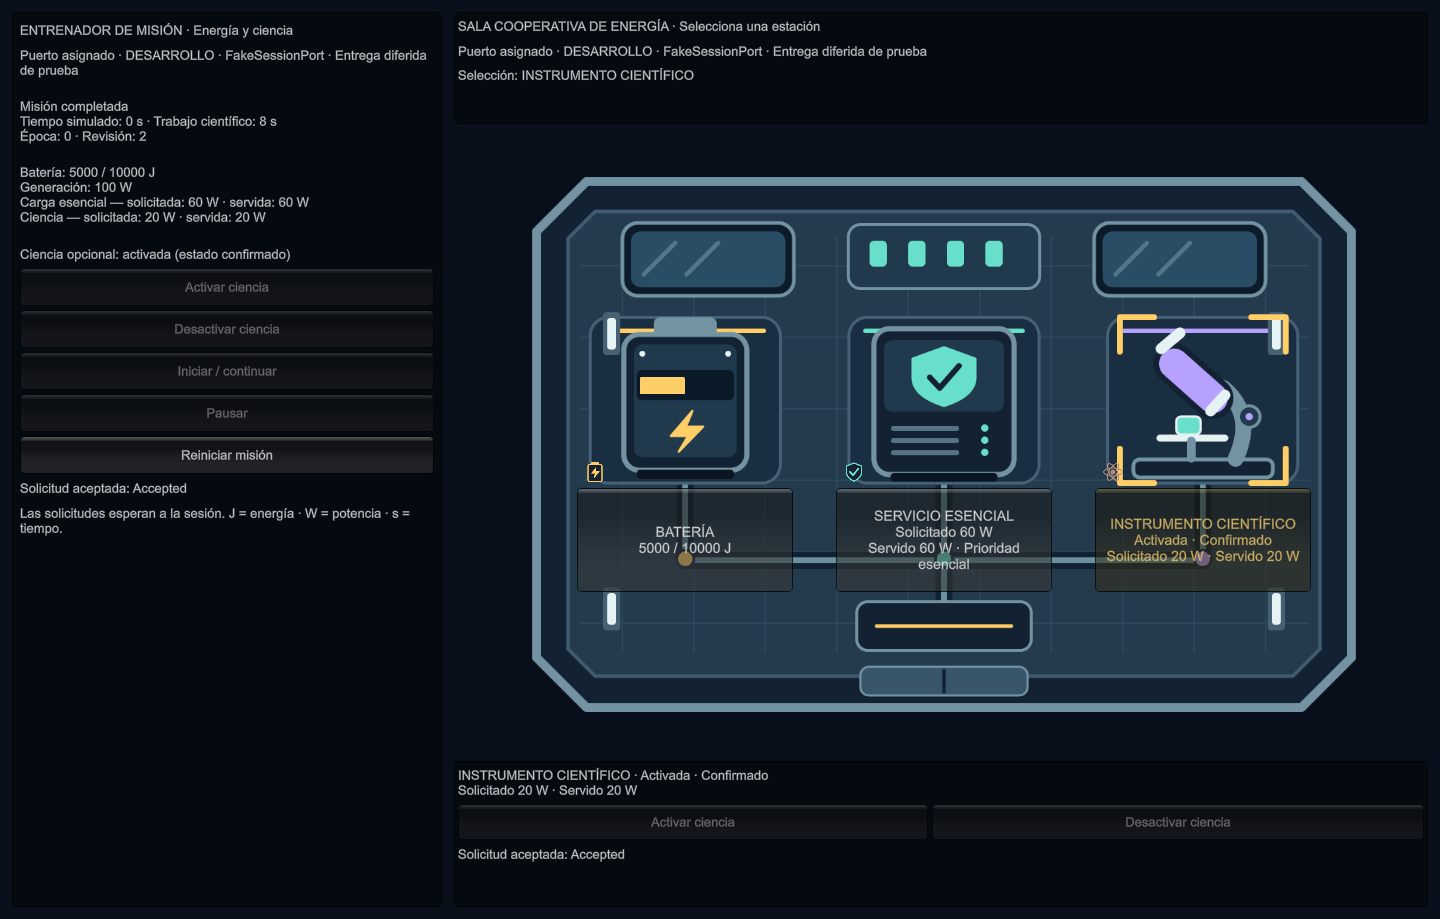 ENTRENADOR DE MISIÓN · Energía y ciencia
Puerto asignado · DESARROLLO · FakeSessionPort · Entrega diferida
de prueba
Misión completada
Tiempo simulado: 0 s · Trabajo científico: 8 s
Época: 0 · Revisión: 2
Batería: 5000 / 10000 J
Generación: 100 W
Carga esencial — solicitada: 60 W · servida: 60 W
Ciencia — solicitada: 20 W · servida: 20 W
Ciencia opcional: activada (estado confirmado)
Activar ciencia
Desactivar ciencia
Iniciar / continuar
Pausar
Reiniciar misión
Solicitud aceptada: Accepted
Las solicitudes esperan a la sesión. J = energía · W = potencia · s =
tiempo.
SALA COOPERATIVA DE ENERGÍA · Selecciona una estación
Puerto asignado · DESARROLLO · FakeSessionPort · Entrega diferida de prueba
Selección: INSTRUMENTO CIENTÍFICO
BATERÍA
5000 / 10000 J
SERVICIO ESENCIAL
Solicitado 60 W
Servido 60 W · Prioridad
esencial
INSTRUMENTO CIENTÍFICO
Activada · Confirmado
Solicitado 20 W · Servido 20 W
INSTRUMENTO CIENTÍFICO · Activada · Confirmado
Solicitado 20 W · Servido 20 W
Activar ciencia
Desactivar ciencia
Solicitud aceptada: Accepted